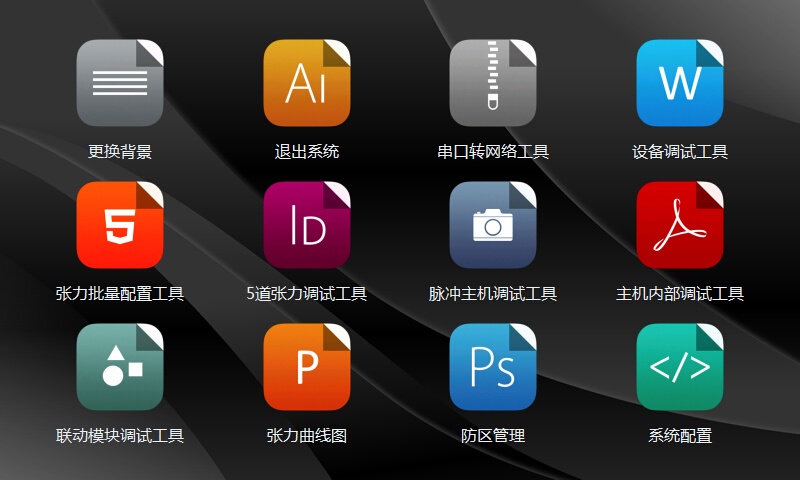 Ai
W
更换背景
退出系统
串口转网络工具
设备调试工具
5
ID
张力批量配置工具
5道张力调试工具
脉冲主机调试工具
主机内部调试工具
P
Ps
</>
联动模块调试工具
张力曲线图
防区管理
系统配置